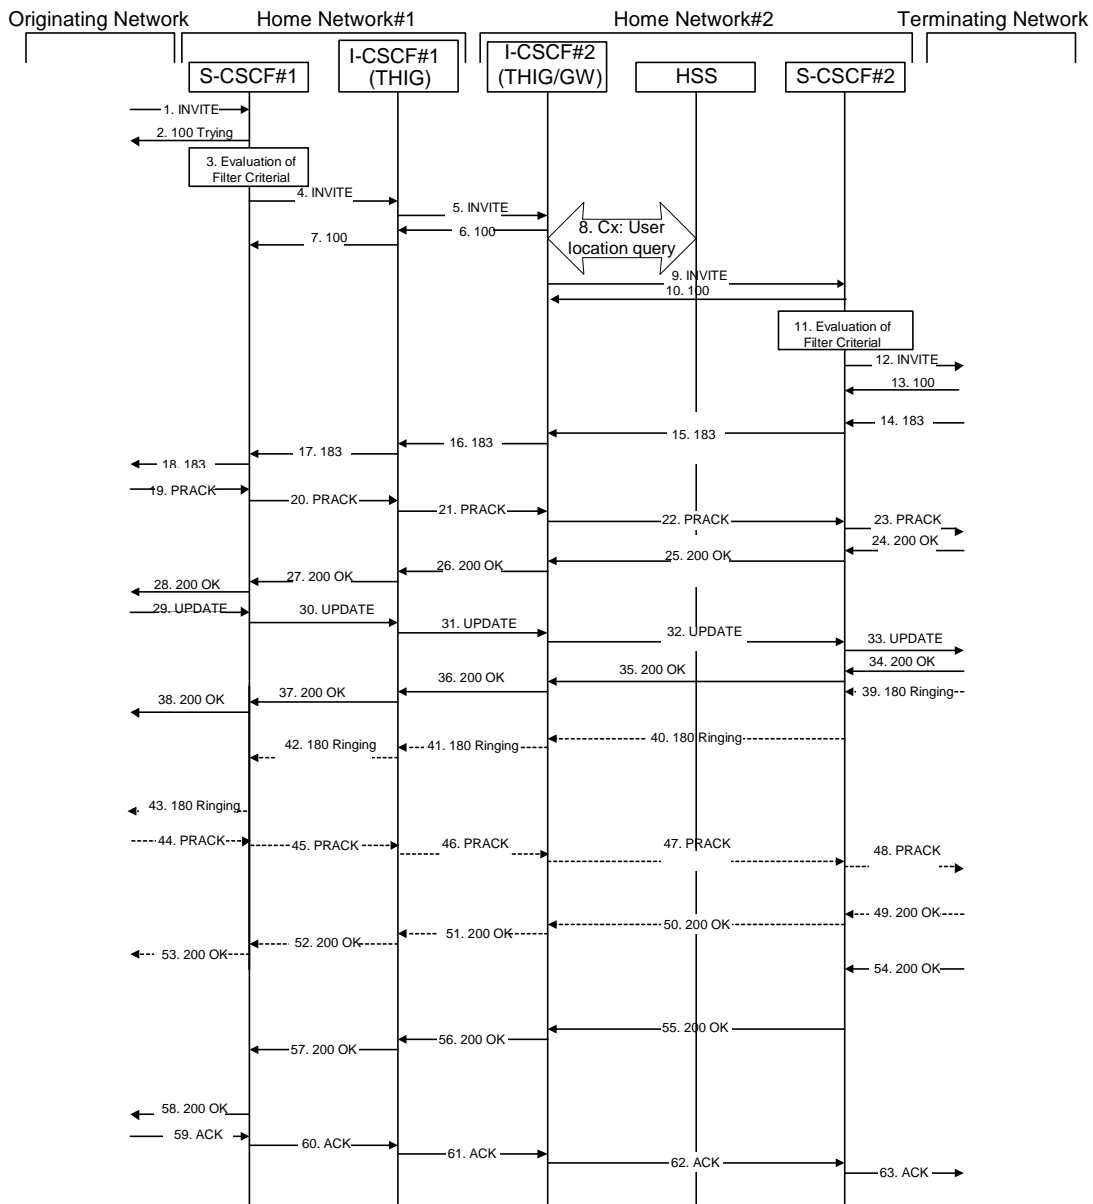 Originating Network
Home Network#1
Home Network#2
Terminating Network
S-CSCF#1
I-CSCF#1
(THIG)
I-CSCF#2
(THIG/GW)
HSS
S-CSCF#2
1. INVITE
2. 100 Trying
3. Evaluation of
Filter Criterial
4. INVITE
5. INVITE
6. 100
7. 100
8. Cx: User
location query
9. INVITE
10. 100
11. Evaluation of
Filter Criterial
12. INVITE
13. 100
14. 183
15. 183
16. 183
17. 183
18. 183
19. PRACK
20. PRACK
21. PRACK
22. PRACK
23. PRACK
24. 200 OK
25. 200 OK
26. 200 OK
27. 200 OK
28. 200 OK
29. UPDATE
30. UPDATE
31. UPDATE
32. UPDATE
33. UPDATE
34. 200 OK
35. 200 OK
36. 200 OK
37. 200 OK
38. 200 OK
39. 180 Ringing
40. 180 Ringing
41. 180 Ringing
42. 180 Ringing
43. 180 Ringing
44. PRACK
45. PRACK
46. PRACK
47. PRACK
48. PRACK
49. 200 OK
50. 200 OK
51. 200 OK
52. 200 OK
53. 200 OK
54. 200 OK
55. 200 OK
56. 200 OK
57. 200 OK
58. 200 OK
59. ACK
60. ACK
61. ACK
62. ACK
63. ACK